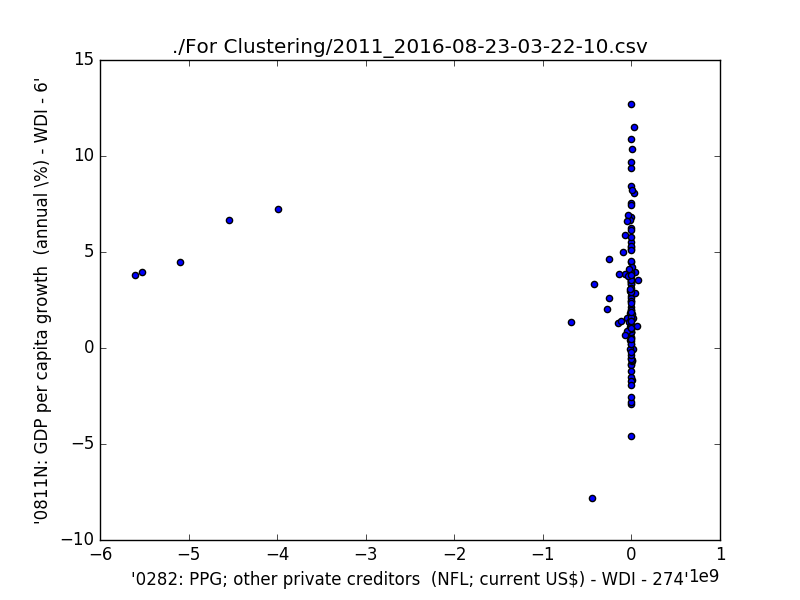 ./For Clustering/2011_2016-08-23-03-22-10.csv
15
10
5
0
−5
−10
'0811N: GDP per capita growth  (annual \%) - WDI - 6'
−6 −5 −4 −3 −2 −1 0 1
'0282: PPG; other private creditors  (NFL; current US$) - WDI - 274' 1e9